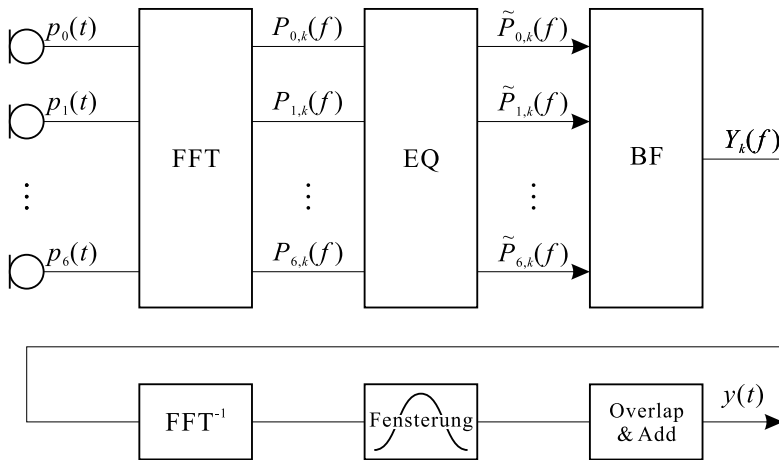 p₀(t) P₀,ₖ(f) P̃₀,ₖ(f)
p₁(t) P₁,ₖ(f) P̃₁,ₖ(f)
FFT EQ BF Yₖ(f)
⋮ ⋮ ⋮
p₆(t) P₆,ₖ(f) P̃₆,ₖ(f)
FFT⁻¹ Fensterung Overlap & Add y(t)